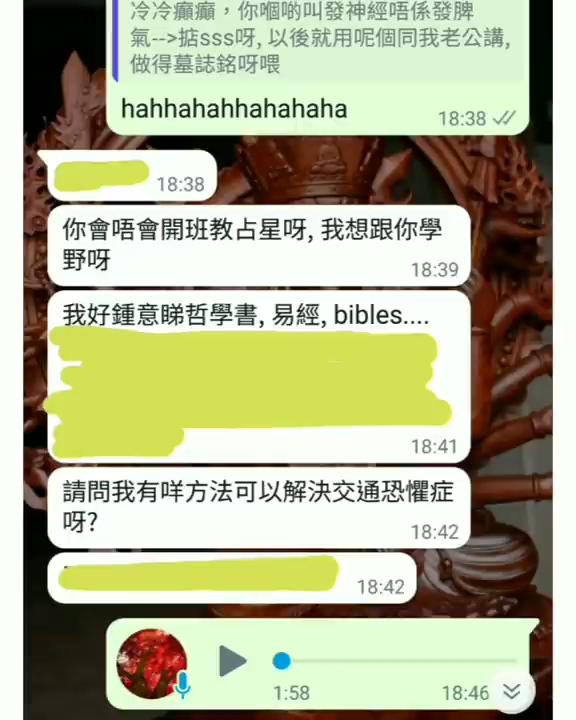 冷冷癲癲，你嗰啲叫發神經唔係發脾
氣-->掂sss呀, 以後就用呢個同我老公講,
做得墓誌銘呀喂
hahhahahhahahaha
18:38
18:38
你會唔會開班教占星呀, 我想跟你學
野呀
18:39
我好鍾意睇哲學書, 易經, bibles....
18:41
請問我有咩方法可以解決交通恐懼症
呀?
18:42
18:42
1:58
18:46